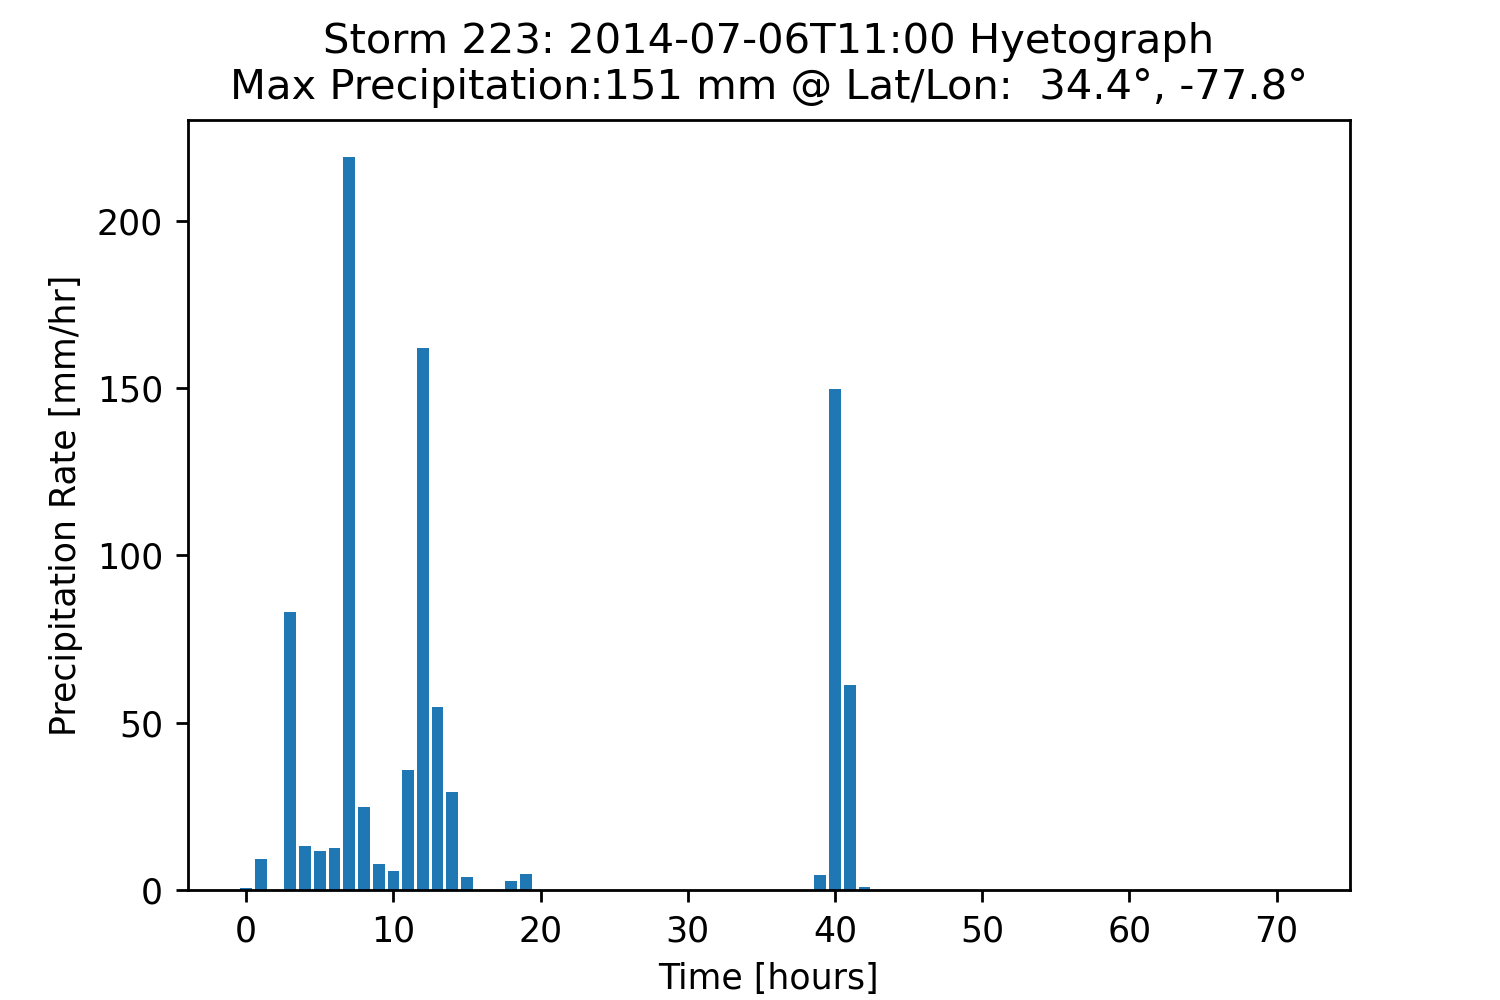 Storm 223: 2014-07-06T11:00 Hyetograph
Max Precipitation:151 mm @ Lat/Lon:  34.4°, -77.8°
Precipitation Rate [mm/hr]
200
150
100
50
0
0 10 20 30 40 50 60 70
Time [hours]